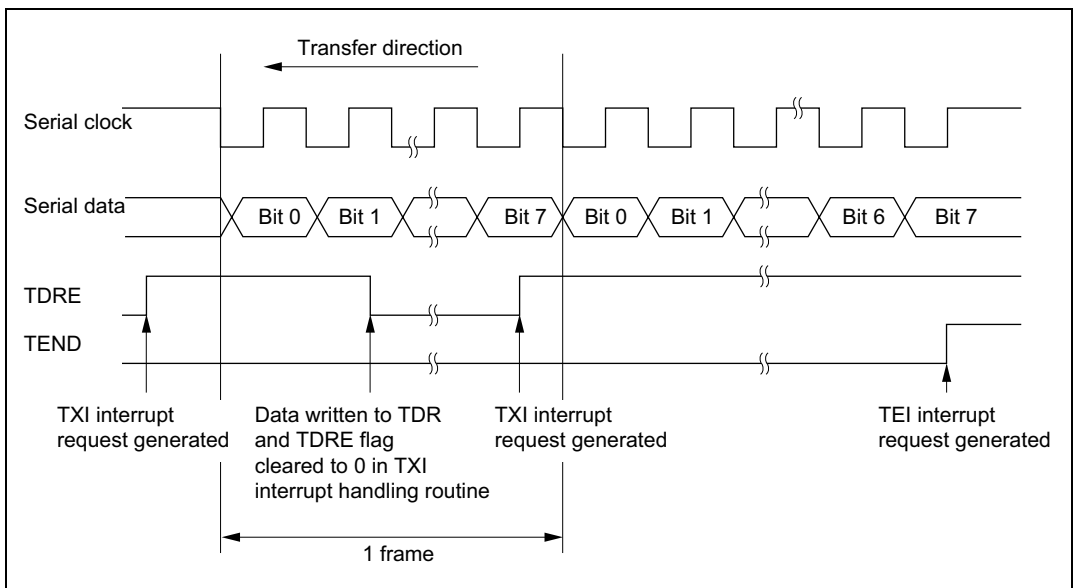 Transfer direction
Serial clock
Serial data
Bit 0
Bit 1
Bit 7
Bit 0
Bit 1
Bit 6
Bit 7
TDRE
TEND
TXI interrupt
request generated
Data written to TDR
and TDRE flag
cleared to 0 in TXI
interrupt handling routine
TXI interrupt
request generated
TEI interrupt
request generated
1 frame